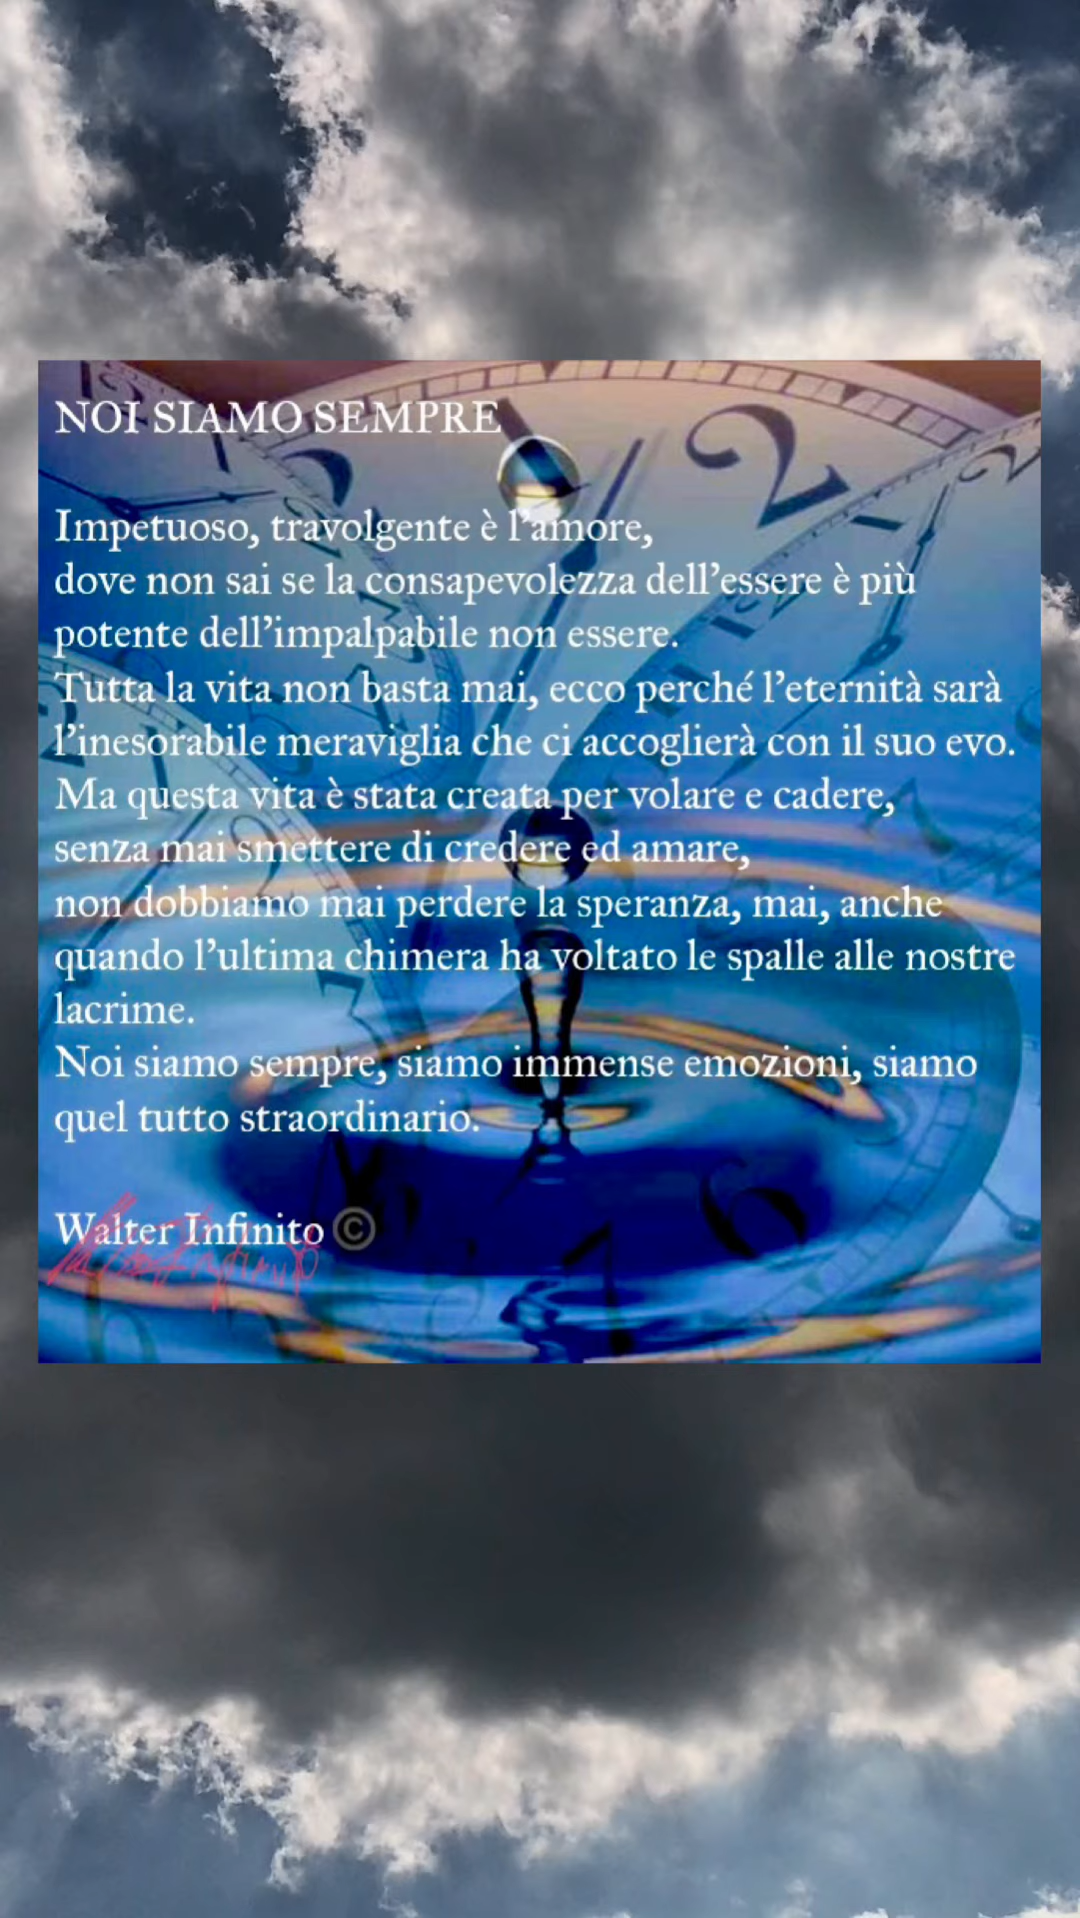 NOI SIAMO SEMPRE
Impetuoso, travolgente è l'amore,
dove non sai se la consapevolezza dell'essere è più
potente dell'impalpabile non essere.
Tutta la vita non basta mai, ecco perché l'eternità sarà
l'inesorabile meraviglia che ci accoglierà con il suo evo.
Ma questa vita è stata creata per volare e cadere,
senza mai smettere di credere ed amare,
non dobbiamo mai perdere la speranza, mai, anche
quando l'ultima chimera ha voltato le spalle alle nostre
lacrime.
Noi siamo sempre, siamo immense emozioni, siamo
quel tutto straordinario.
Walter Infinito ©